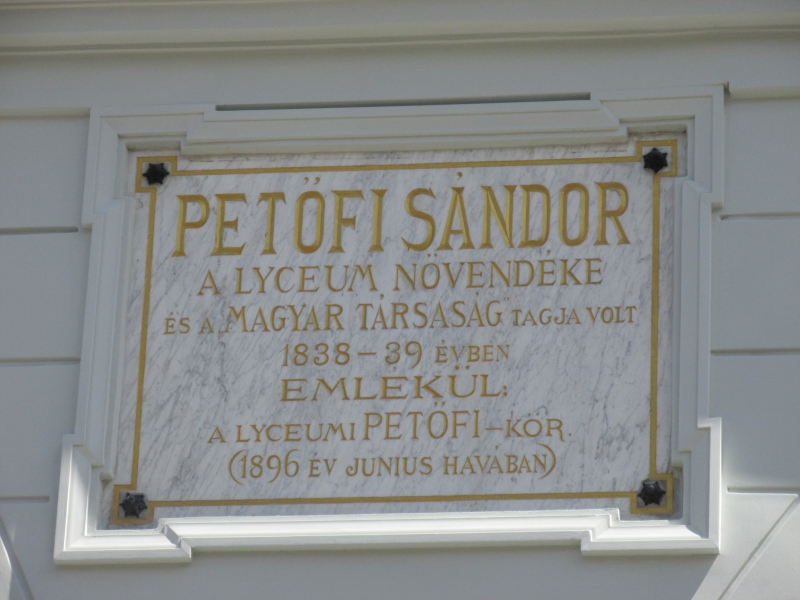 PETŐFI SÁNDOR
A LYCEUM NÖVENDÉKE
ÉS A „MAGYAR TÁRSASÁG” TAGJA VOLT
1838–39 ÉVBEN
EMLÉKÜL:
A LYCEUMI PETŐFI–KÖR.
(1896 ÉV JUNIUS HAVÁBAN)